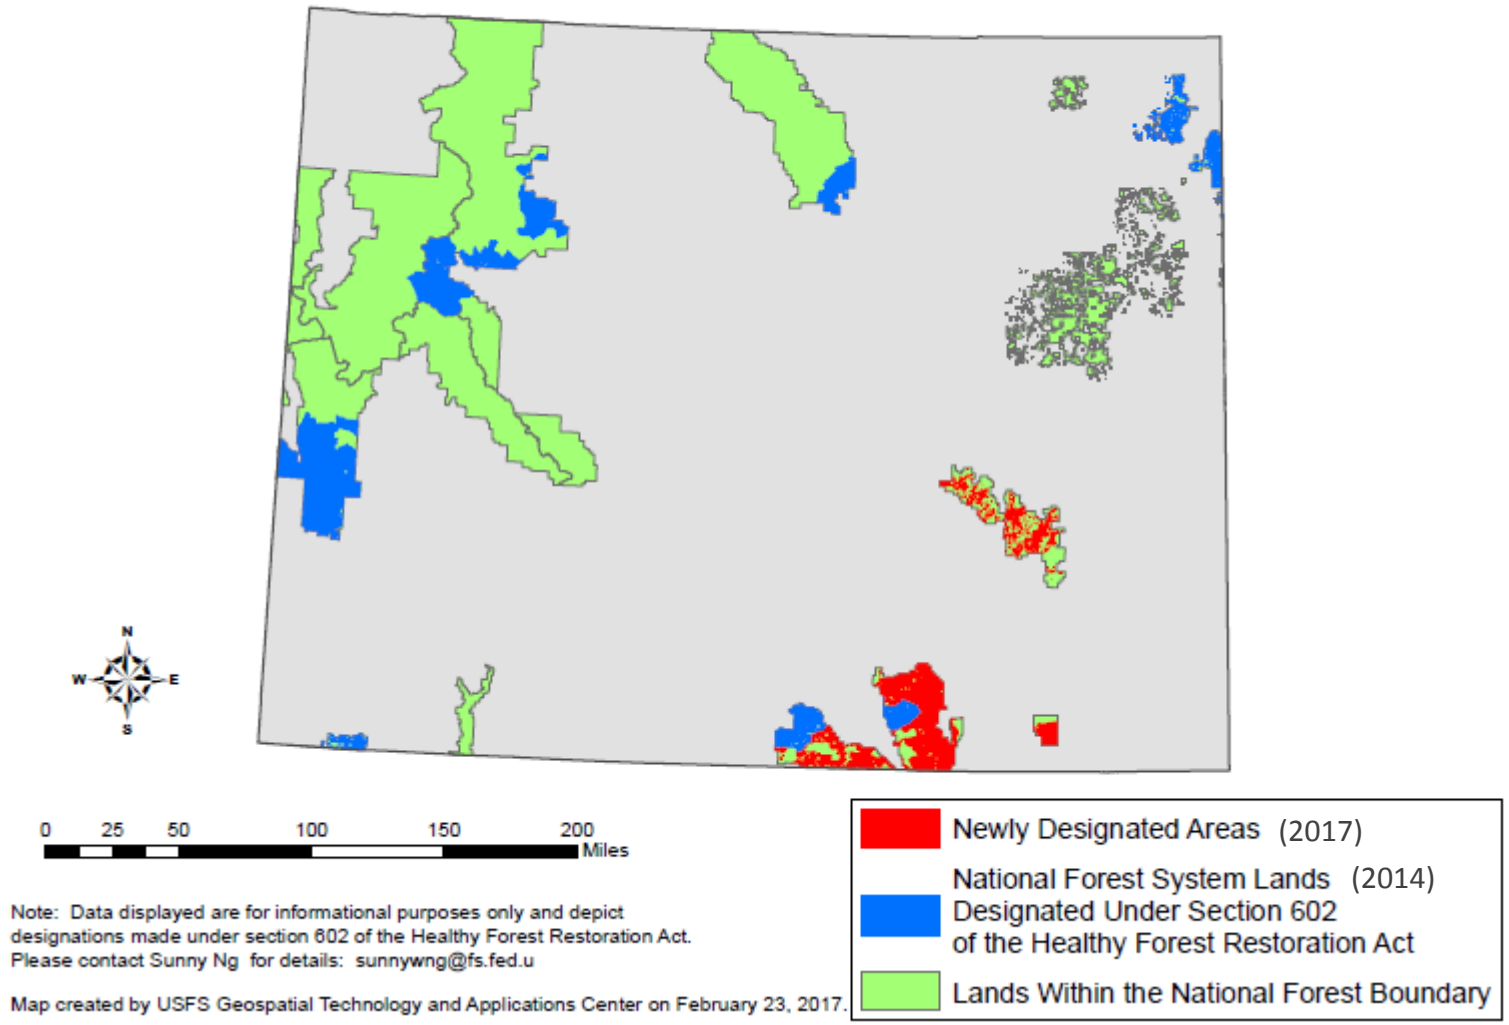 N
W E
S
0 25 50 100 150 200
Miles
Newly Designated Areas (2017)
National Forest System Lands (2014)
Designated Under Section 602
of the Healthy Forest Restoration Act
Lands Within the National Forest Boundary
Note: Data displayed are for informational purposes only and depict
designations made under section 602 of the Healthy Forest Restoration Act.
Please contact Sunny Ng for details: sunnywng@fs.fed.u
Map created by USFS Geospatial Technology and Applications Center on February 23, 2017.